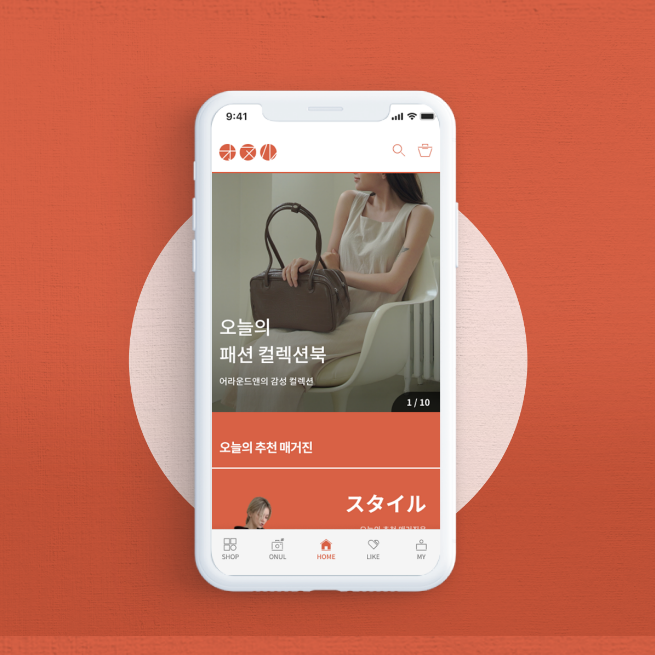 9:41
오늘의
패션 컬렉션북
어라운드앤의 감성 컬렉션
1 / 10
오늘의 추천 매거진
スタイル
SHOP
ONUL
HOME
LIKE
MY